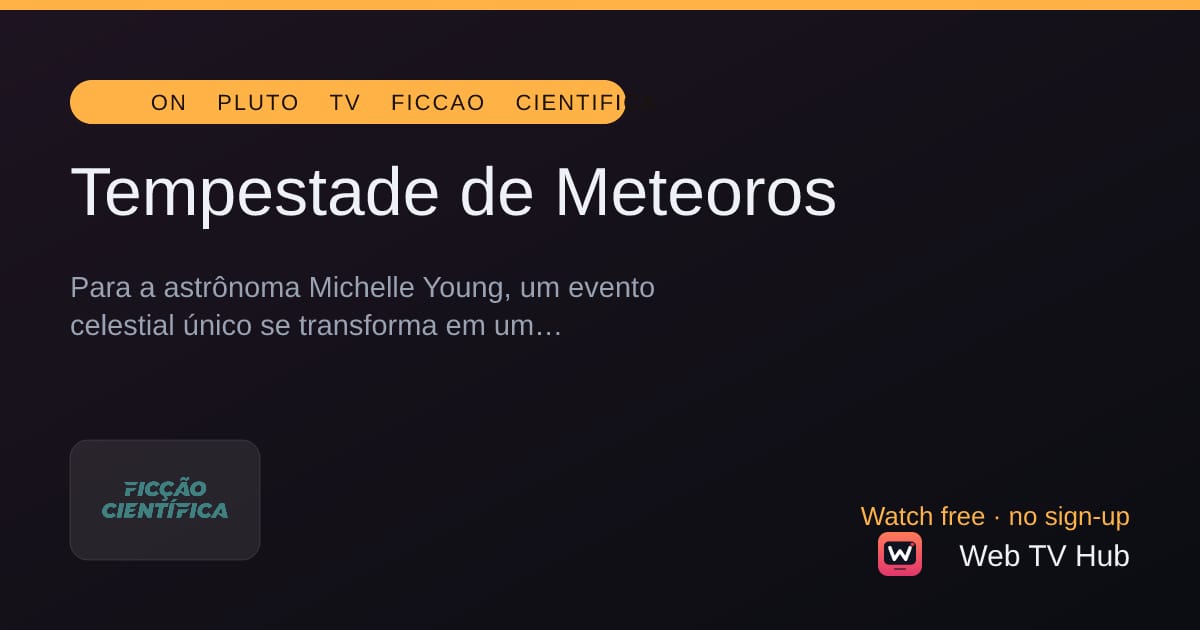 ON PLUTO TV FICCAO CIENTIFIC
Tempestade de Meteoros
Para a astrônoma Michelle Young, um evento
celestial único se transforma em um…
FICÇÃO
CIENTÍFICA
Watch free · no sign-up
W
Web TV Hub